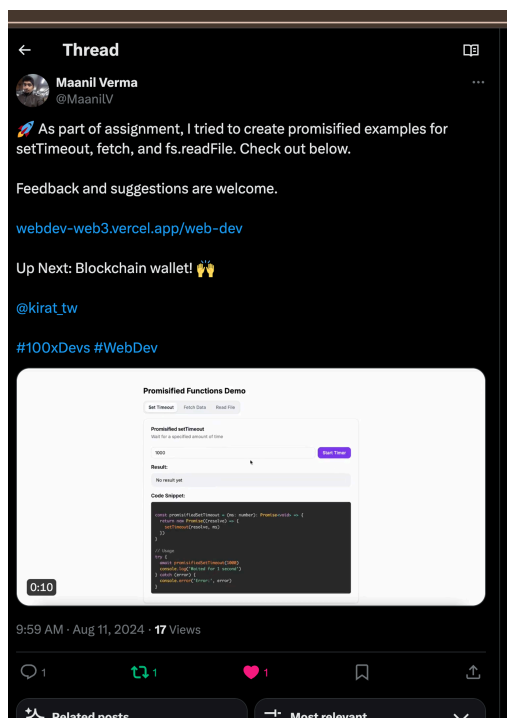 Thread
Maanil Verma
@MaanilV
🚀 As part of assignment, I tried to create promisified examples for
setTimeout, fetch, and fs.readFile. Check out below.
Feedback and suggestions are welcome.
webdev-web3.vercel.app/web-dev
Up Next: Blockchain wallet! 🙌
@kirat_tw
#100xDevs #WebDev
Promisified Functions Demo
Set Timeout Fetch Data Read File
Promisified setTimeout
Wait for a specified amount of time
1000 Start Timer
Result:
No result yet
Code Snippet:
const promisifiedSetTimeout = (ms: number): Promise<void> => {
return new Promise((resolve) => {
setTimeout(resolve, ms)
})
}
// Usage
try {
await promisifiedSetTimeout(1000)
console.log('Waited for 1 second')
} catch (error) {
console.error('Error:', error)
}
0:10
9:59 AM · Aug 11, 2024 · 17 Views
1 1 1
Related posts Most relevant